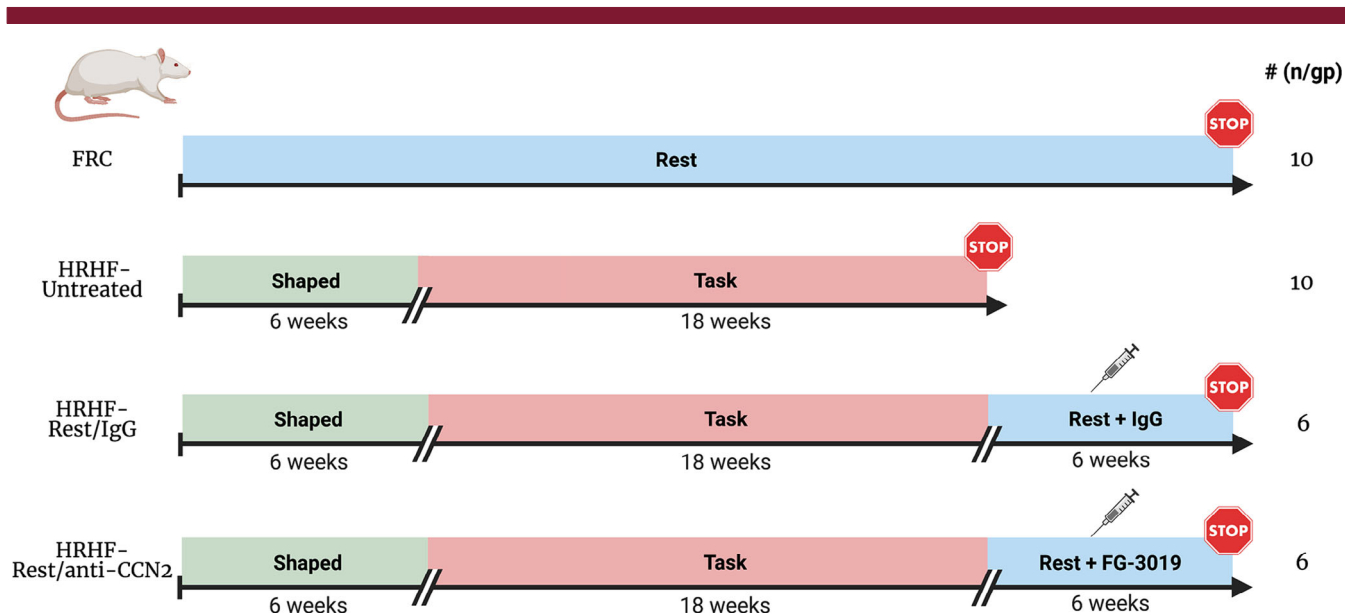 # (n/gp)
STOP
FRC
Rest
10
STOP
HRHF-
Untreated
Shaped
Task
10
6 weeks
18 weeks
HRHF-
Rest/IgG
Shaped
Task
Rest + IgG
STOP
6
6 weeks
18 weeks
6 weeks
HRHF-
Rest/anti-CCN2
Shaped
Task
Rest + FG-3019
STOP
6
6 weeks
18 weeks
6 weeks